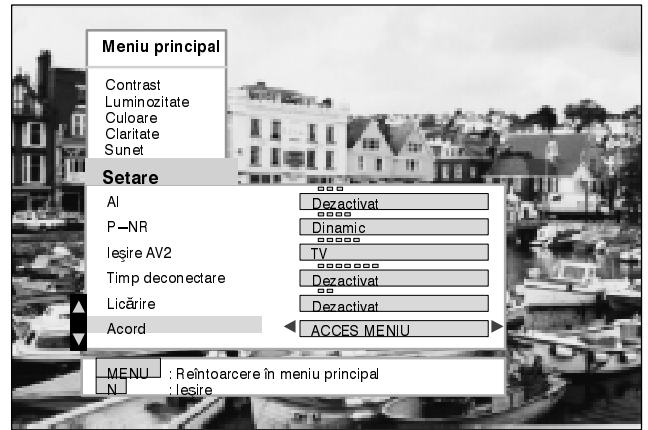 Meniu principal
Contrast
Luminozitate
Culoare
Claritate
Sunet
Setare
AI Dezactivat
P-NR Dinamic
Ieşire AV2 TV
Timp deconectare Dezactivat
Licărire Dezactivat
Acord ACCES MENIU
MENU : Reîntoarcere în meniu principal
N : Ieşire